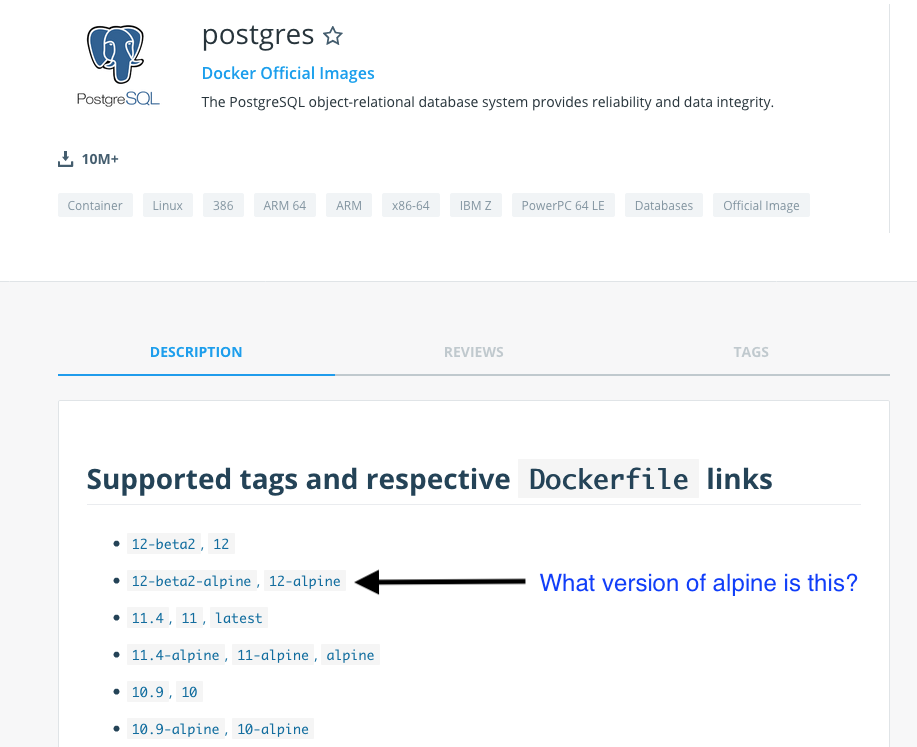 postgres
Docker Official Images
PostgreSQL
The PostgreSQL object-relational database system provides reliability and data integrity.
10M+
Container Linux 386 ARM 64 ARM x86-64 IBM Z PowerPC 64 LE Databases Official Image
DESCRIPTION REVIEWS TAGS
Supported tags and respective Dockerfile links
12-beta2, 12
12-beta2-alpine, 12-alpine What version of alpine is this?
11.4, 11, latest
11.4-alpine, 11-alpine, alpine
10.9, 10
10.9-alpine, 10-alpine